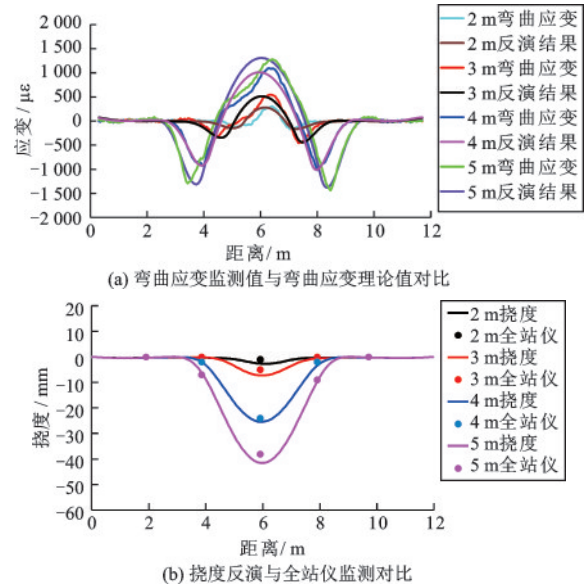 2 000
1 500
1 000
500
0
−500
−1 000
−1 500
−2 000
应变/ με
0 2 4 6 8 10 12
距离/ m
2 m弯曲应变
2 m反演结果
3 m弯曲应变
3 m反演结果
4 m弯曲应变
4 m反演结果
5 m弯曲应变
5 m反演结果
(a) 弯曲应变监测值与弯曲应变理论值对比
20
10
0
−10
−20
−30
−40
−50
−60
挠度 / mm
0 2 4 6 8 10 12
距离 / m
2 m挠度
2 m全站仪
3 m挠度
3 m全站仪
4 m挠度
4 m全站仪
5 m挠度
5 m全站仪
(b) 挠度反演与全站仪监测对比